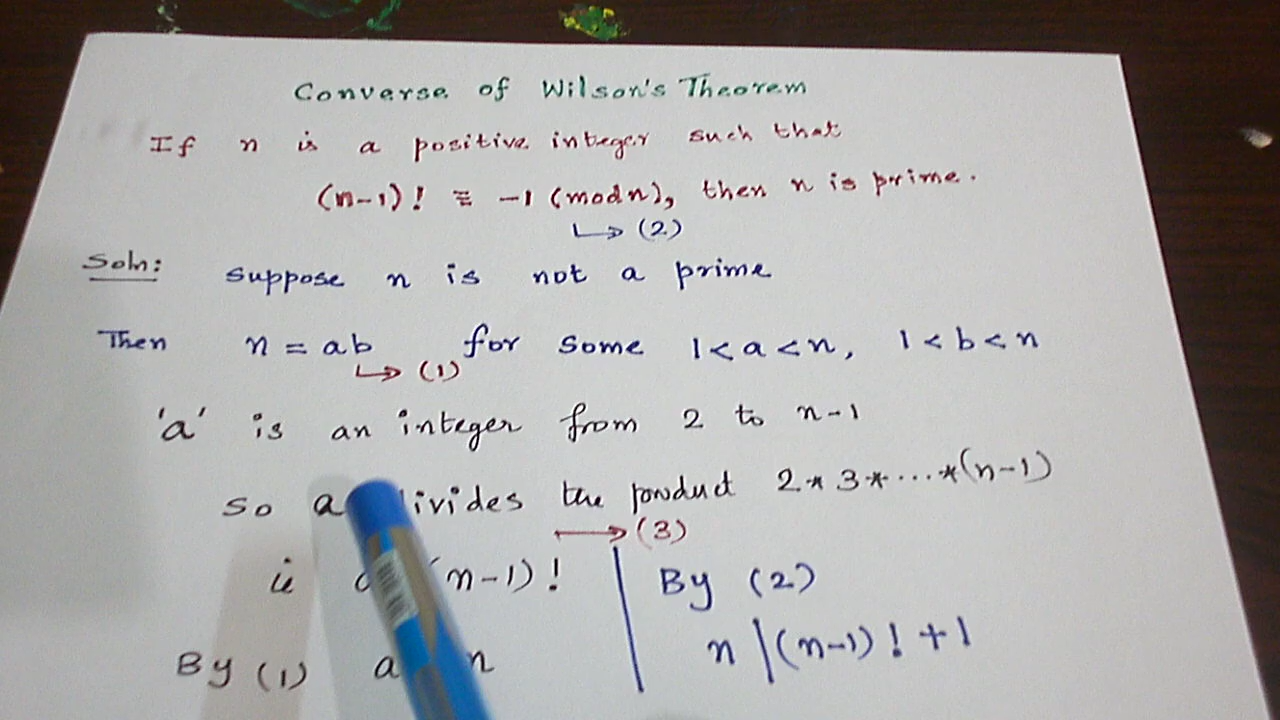 Converse of Wilson's Theorem
If n is a positive integer such that
(n-1)! ≡ -1 (mod n), then n is prime.
↳ (2)
Soln: suppose n is not a prime
Then n = ab for some 1<a<n, 1<b<n
↳ (1)
'a' is an integer from 2 to n-1
so a divides the product 2*3*....*(n-1)
→ (3)
ie (n-1)!
By (1) a n
By (2)
n | (n-1)! + 1